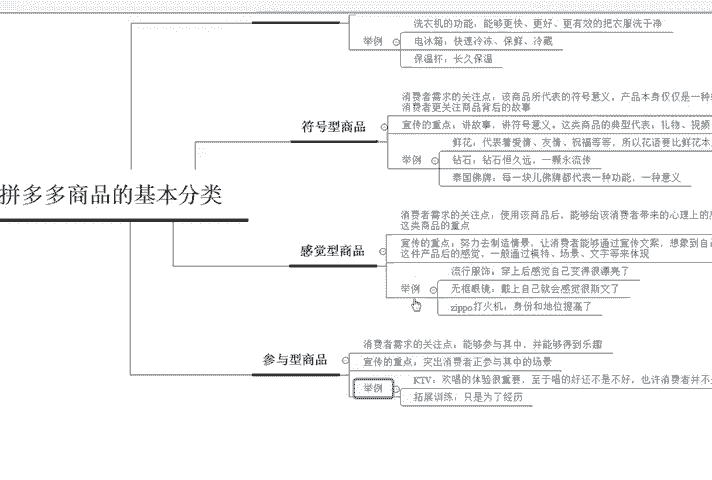 洗衣机的功能：能够更快、更好、更有效的把衣服洗干净
举例
电冰箱：快速冷冻、保鲜、冷藏
保温杯：长久保温
消费者需求的关注点：该商品所代表的符号意义。产品本身仅仅是一种
消费者更关注商品背后的故事
符号型商品
宣传的重点：讲故事，讲符号意义。这类商品的典型代表：礼物、视频
鲜花：代表着爱情、友情、祝福等等，所以花语要比鲜花本
举例
钻石：钻石恒久远，一颗永流传
泰国佛牌：每一块儿佛牌都代表一种功能，一种意义
拼多多商品的基本分类
消费者需求的关注点：使用该商品后，能够给该消费者带来的心理上的
这类商品的重点
感觉型商品
宣传的重点：努力去制造情景，让消费者能够通过宣传文案，想象到自
这件产品后的感觉，一般通过模特、场景、文字等来体现
流行服饰：穿上后感觉自己变得很漂亮了
举例
无框眼镜：戴上自己就会感觉很斯文了
zippo打火机：身份和地位提高了
消费者需求的关注点：能够参与其中，并能够得到乐趣
参与型商品
宣传的重点：突出消费者正参与其中的场景
举例
KTV：欢唱的体验很重要，至于唱的好还不是不好，也许消费者并不
拓展训练：只是为了经历